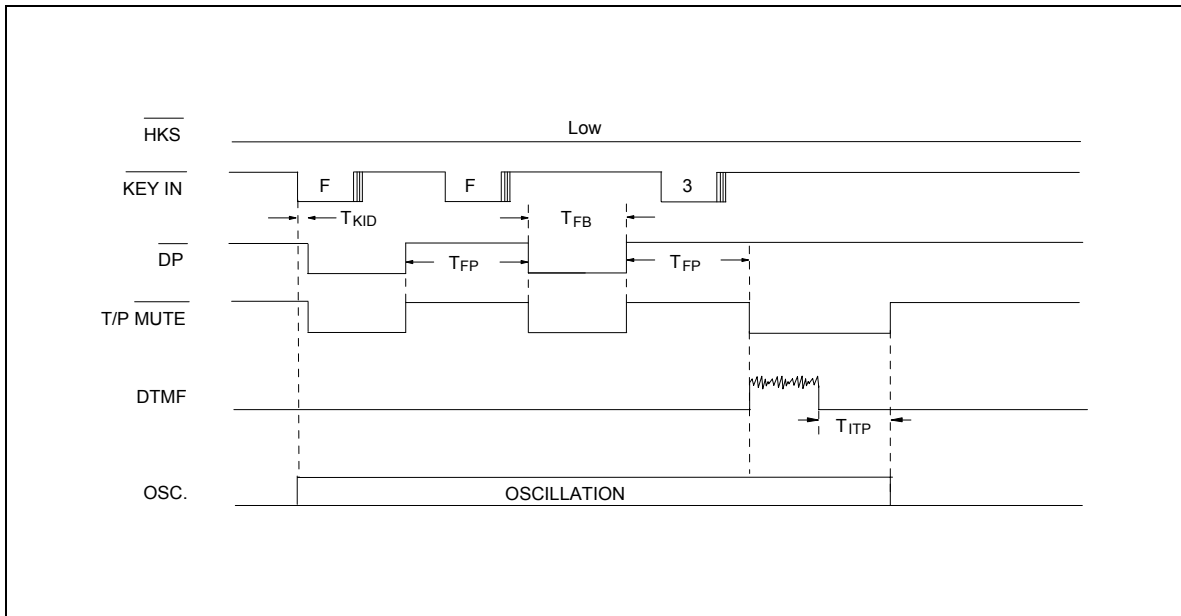 HKS
Low
KEY IN
F
F
3
TKID
TFB
DP
TFP
TFP
T/P MUTE
DTMF
TITP
OSC.
OSCILLATION